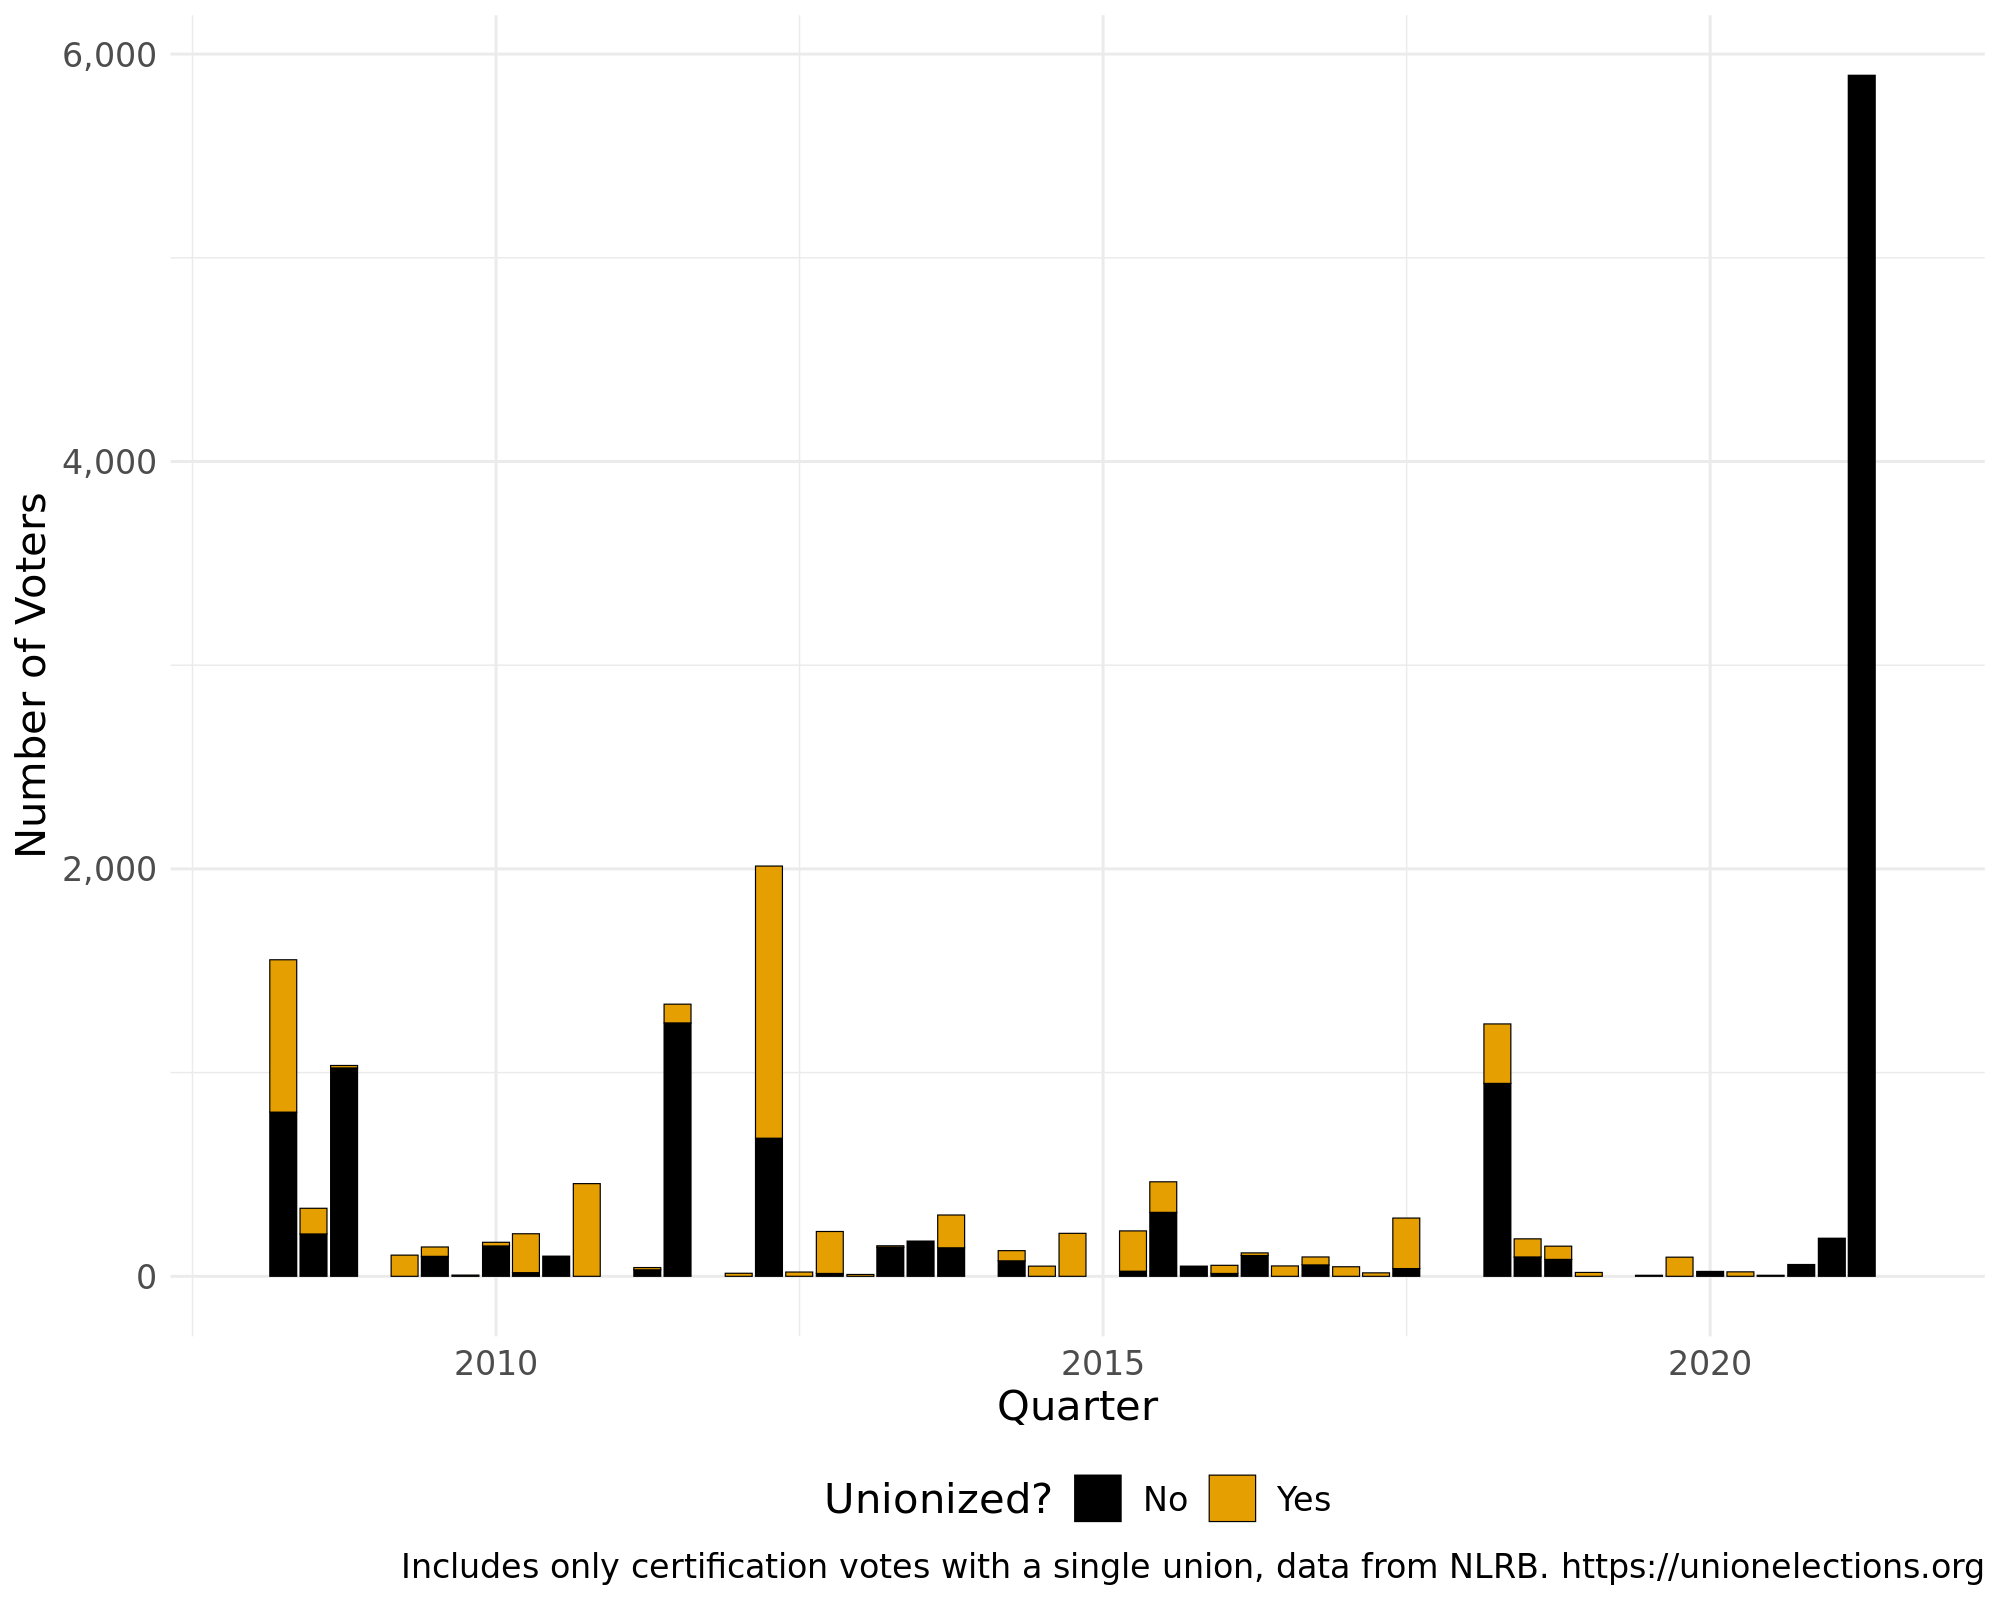 6,000
4,000
2,000
0
Number of Voters
2010 2015 2020
Quarter
Unionized? No Yes
Includes only certification votes with a single union, data from NLRB. https://unionelections.org